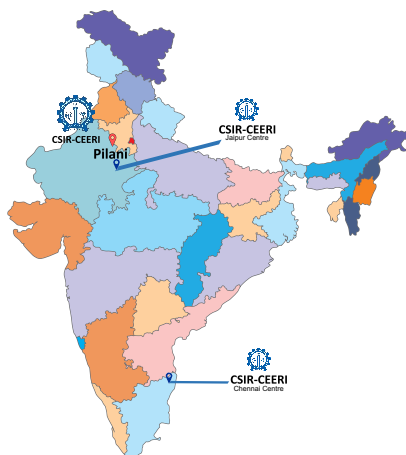 CSIR-CEERI
Pilani
CSIR-CEERI
Jaipur Centre
CSIR-CEERI
Chennai Centre